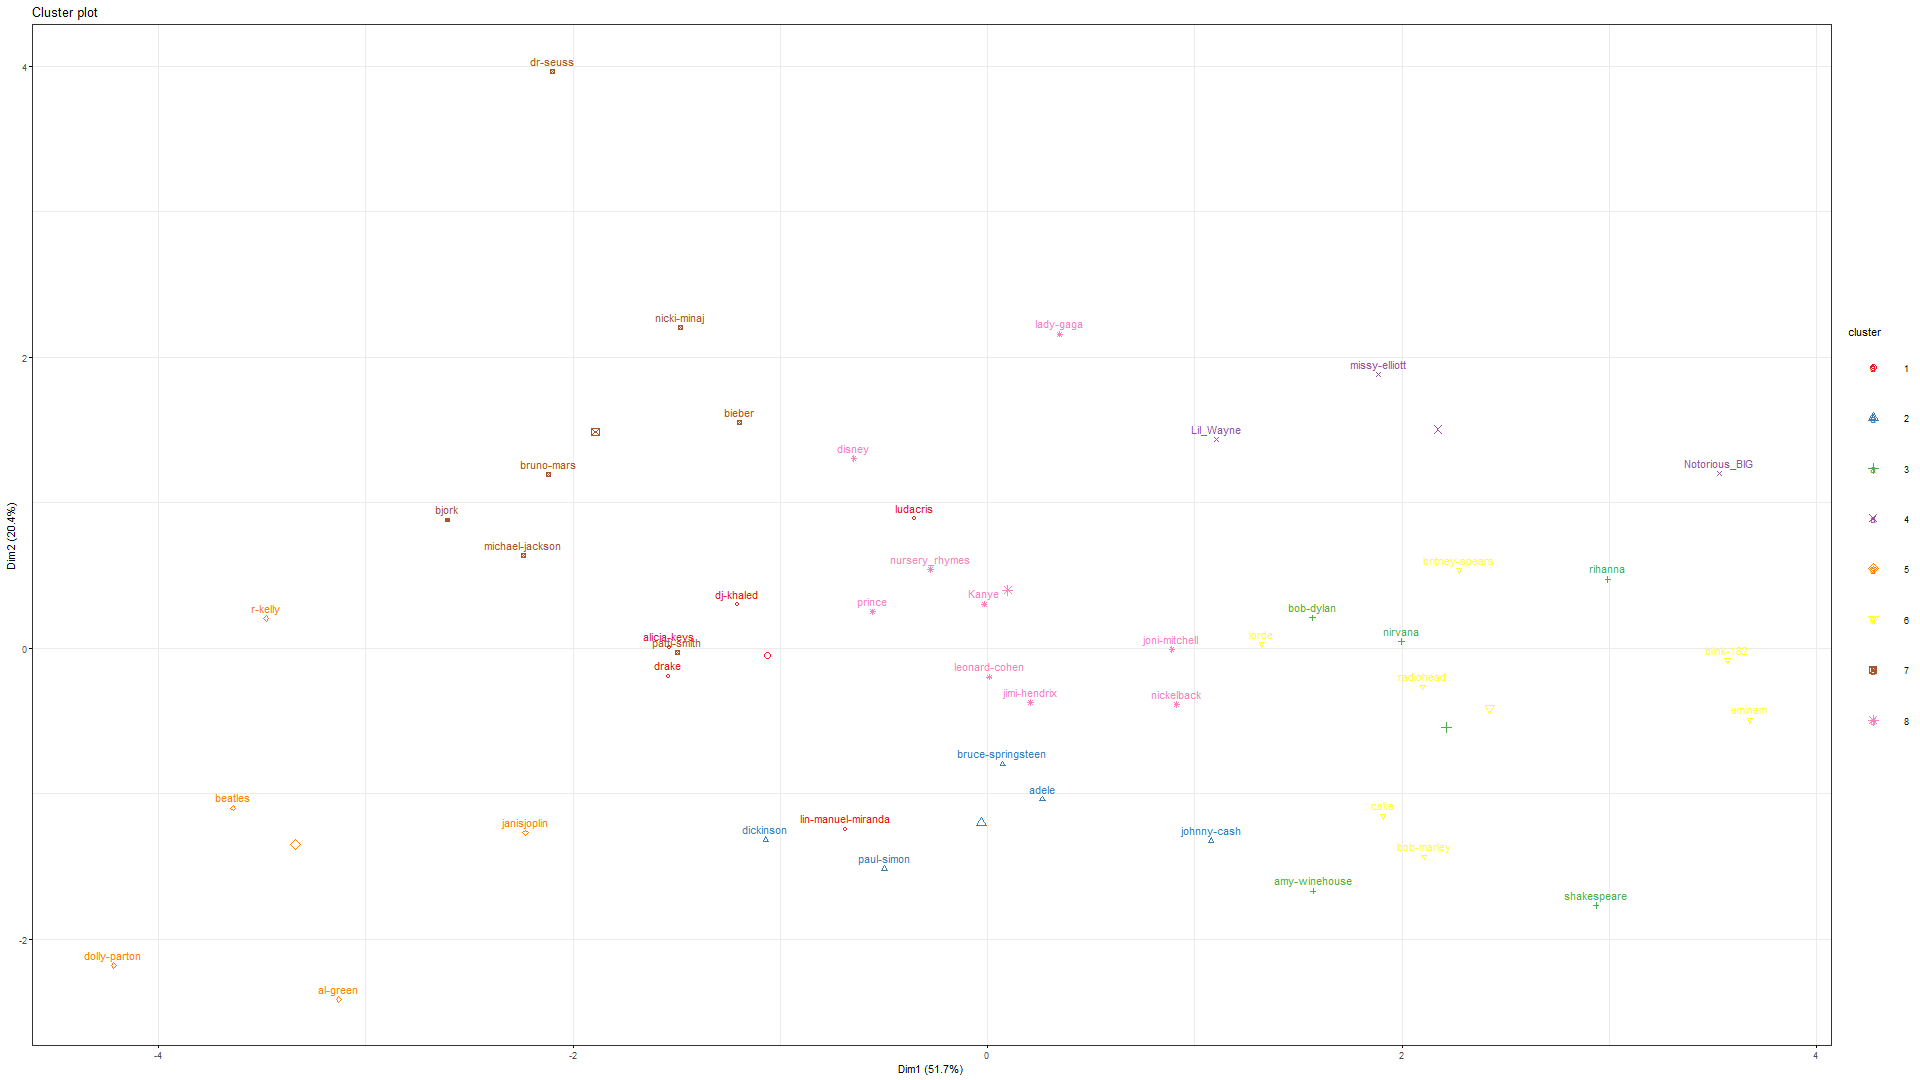 Cluster plot
dr-seuss
4
nicki-minaj
lady-gaga
cluster
2
missy-elliott
1
bieber
2
Lil_Wayne
disney
bruno-mars
Notorious_BIG
3
bjork
ludacris
4
michael-jackson
Dim2 (20.4%)
nursery_rhymes
britney-spears
rihanna
5
r-kelly
dj-khaled
prince
Kanye
bob-dylan
6
alicia-keys
patti-smith
joni-mitchell
lorde
nirvana
0
blink-182
drake
leonard-cohen
radiohead
7
jimi-hendrix
nickelback
eminem
8
bruce-springsteen
beatles
adele
cake
janisjoplin
dickinson
lin-manuel-miranda
johnny-cash
paul-simon
bob-marley
amy-winehouse
shakespeare
-2
dolly-parton
al-green
-4
-2
0
2
4
Dim1 (51.7%)